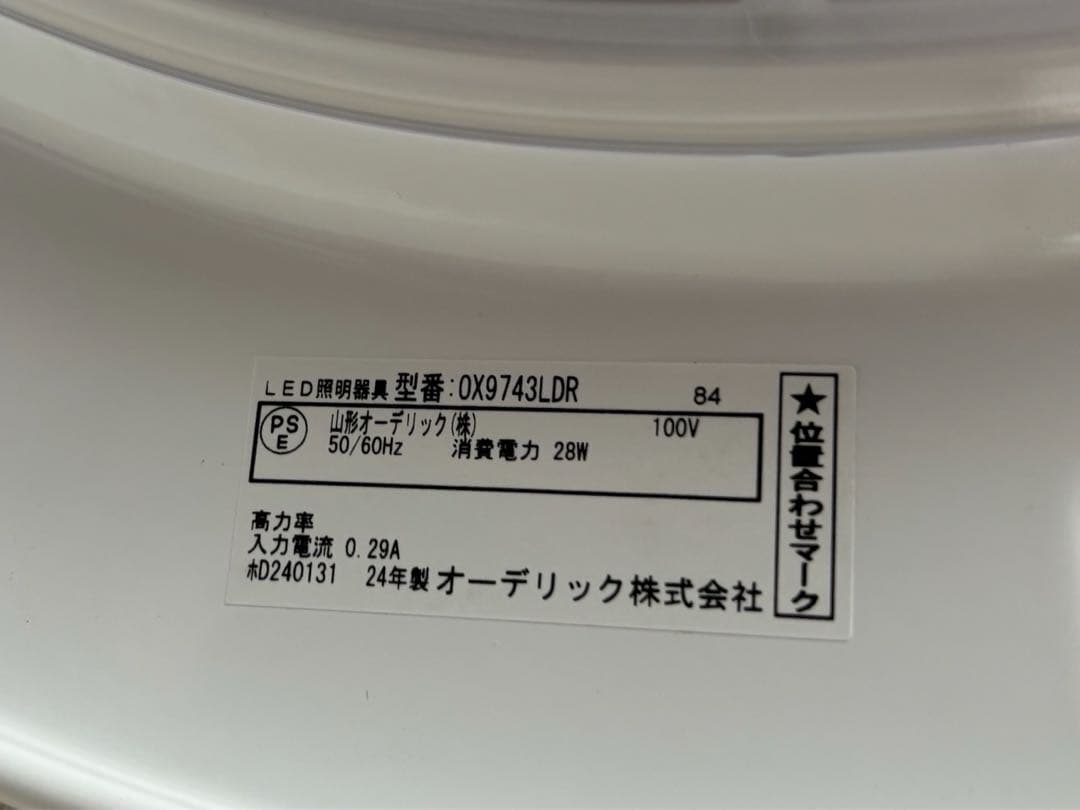 LED照明器具 型番:OX9743LDR 84
PSE 山形オーデリック(株) 100V
50/60Hz 消費電力 28W
高力率
入力電流 0.29A
ホD240131 24年製 オーデリック株式会社
★位置合わせマーク